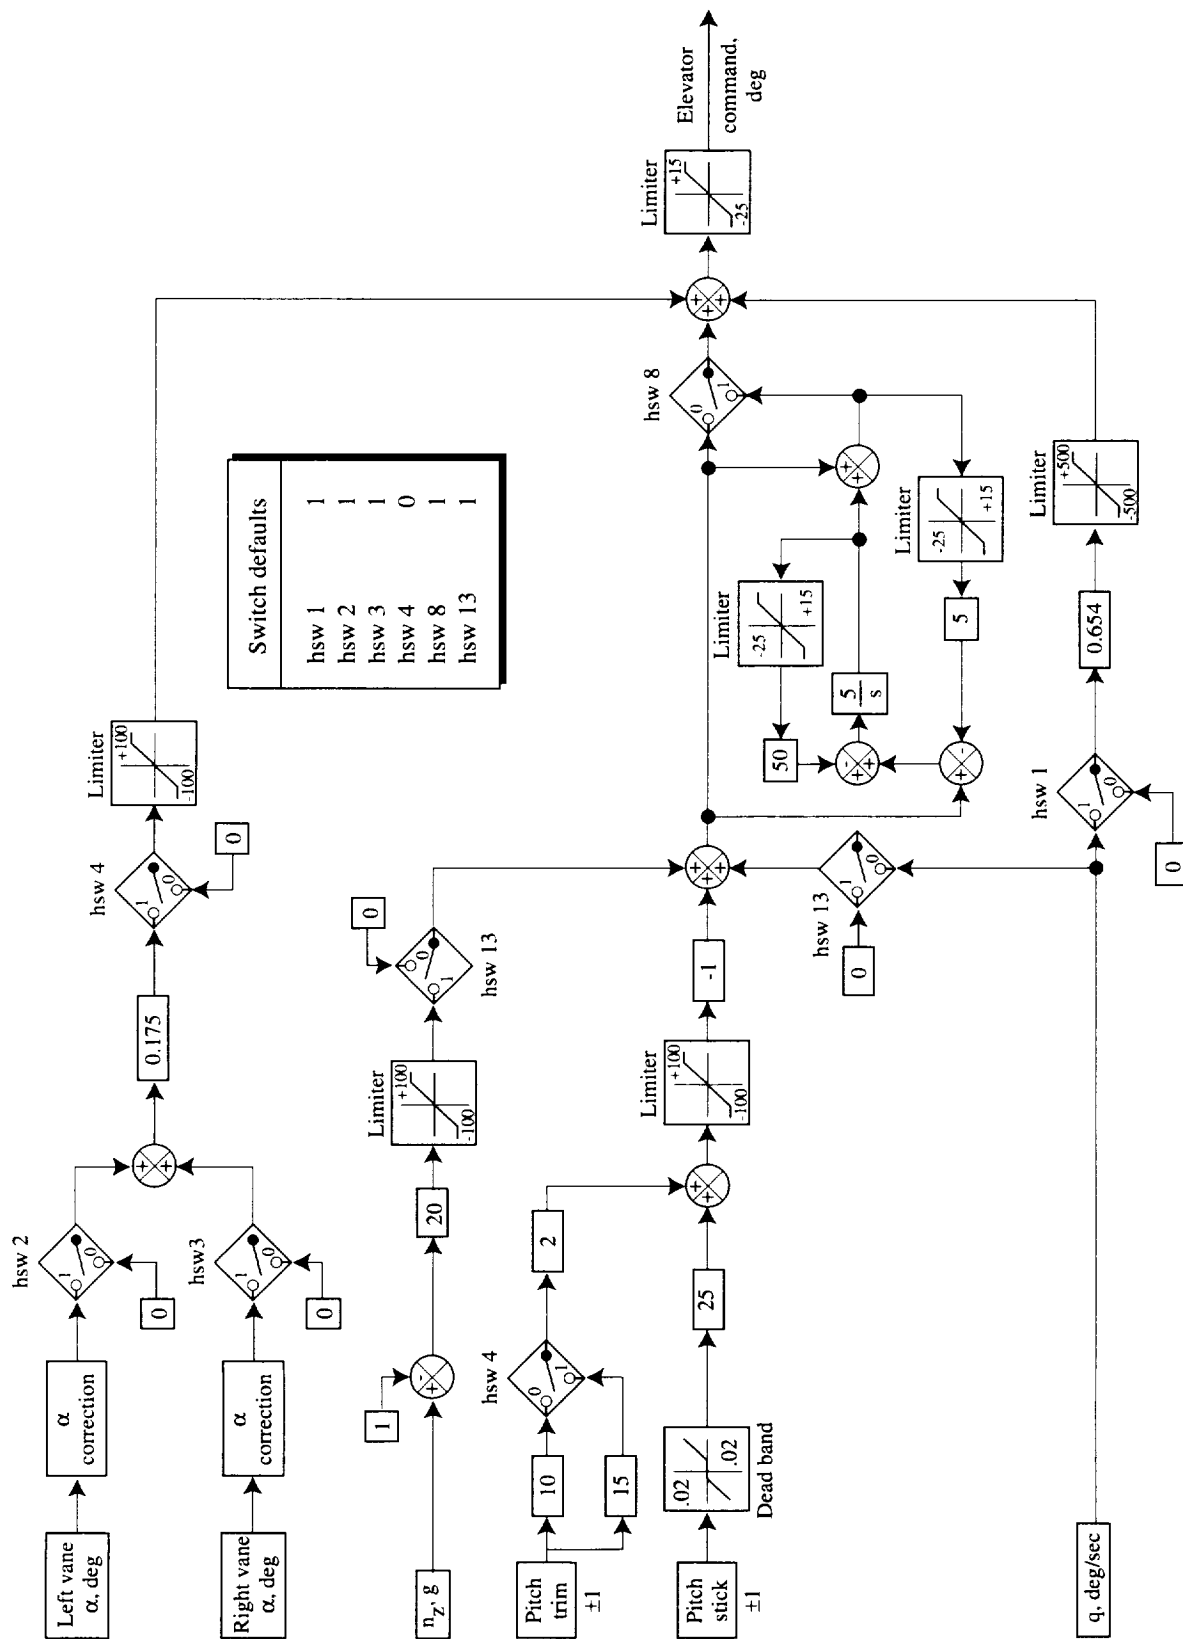 Left vane
α, deg
α
correction
hsw 2
1
0
0
+
+
0.175
hsw 4
1
0
0
Limiter
+100
-100
Right vane
α, deg
α
correction
hsw3
1
0
0
Switch defaults
hsw 1 1
hsw 2 1
hsw 3 1
hsw 4 0
hsw 8 1
hsw 13 1
n_z, g
1
+
-
20
Limiter
+100
-100
0
0
1
hsw 13
Pitch
trim
±1
10
15
hsw 4
0
1
2
Pitch
stick
±1
.02
.02
Dead band
25
+
+
Limiter
+100
-100
-1
+
+
+
hsw 13
1
0
0
50
Limiter
-25
+15
-
+
5
s
+
-
5
Limiter
-25
+15
+
+
hsw 8
0
1
+
+
+
Limiter
+15
-25
Elevator
command,
deg
q, deg/sec
hsw 1
1
0
0
0.654
Limiter
+500
-500